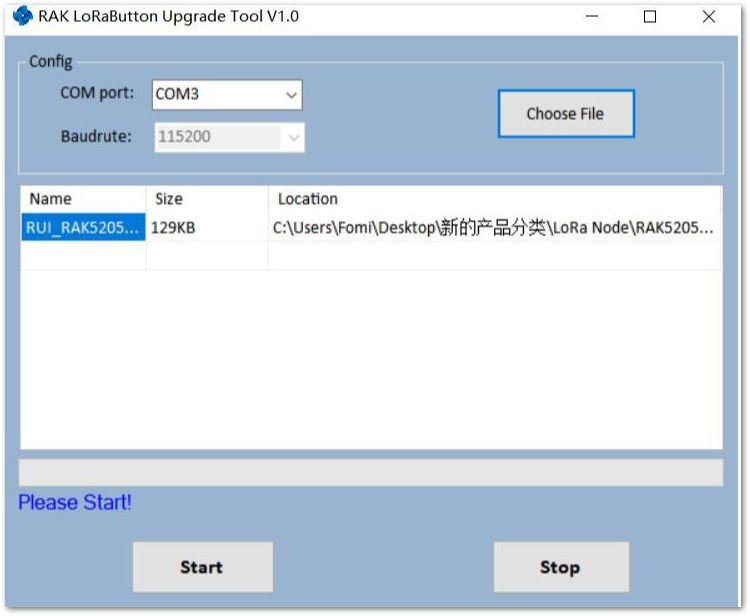 RAK LoRaButton Upgrade Tool V1.0
Config
COM port: COM3
Choose File
Baudrute: 115200
Name Size Location
RUI_RAK5205... 129KB C:\Users\Fomi\Desktop\新的产品分类\LoRa Node\RAK5205...
Please Start!
Start Stop